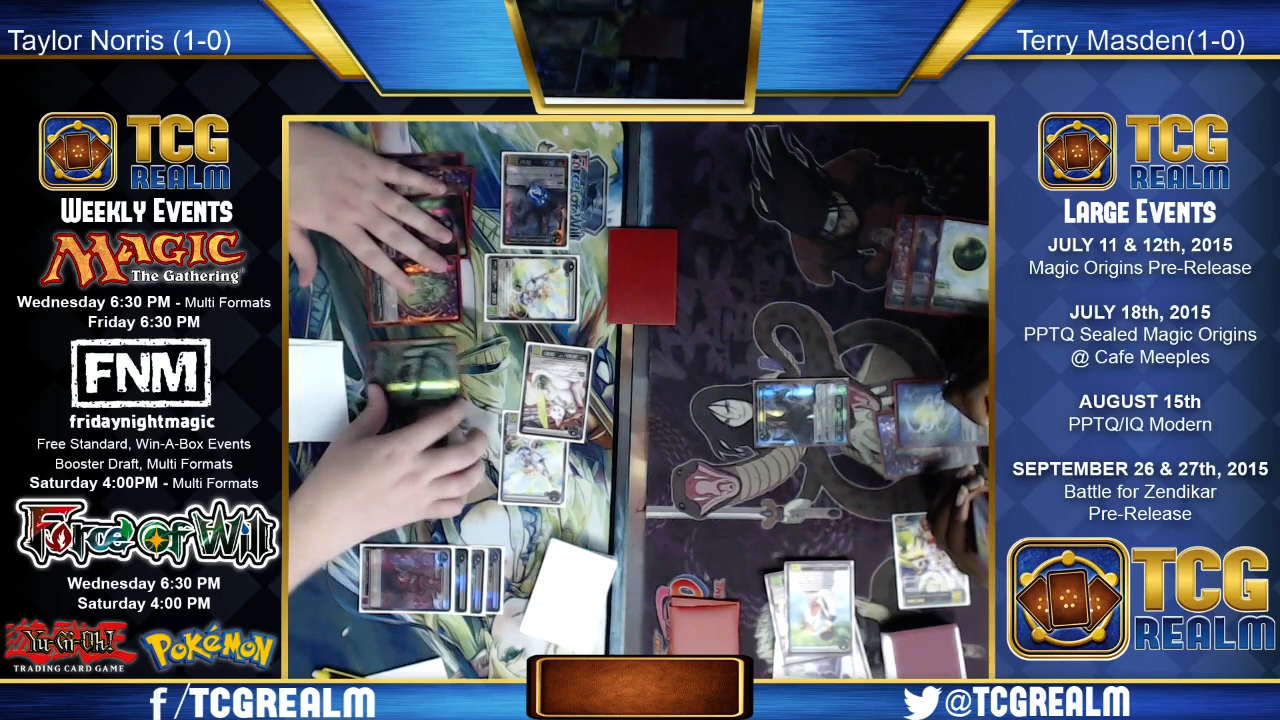 Taylor Norris (1-0)
Terry Masden(1-0)
TCG
REALM
WEEKLY EVENTS
MAGIC
The Gathering
Wednesday 6:30 PM - Multi Formats
Friday 6:30 PM
FNM
fridaynightmagic
Free Standard, Win-A-Box Events
Booster Draft, Multi Formats
Saturday 4:00PM - Multi Formats
Force of Will
Wednesday 6:30 PM
Saturday 4:00 PM
Yu-Gi-Oh!
TRADING CARD GAME
POKéMON
f/TCGREALM
TCG
REALM
LARGE EVENTS
JULY 11 & 12th, 2015
Magic Origins Pre-Release
JULY 18th, 2015
PPTQ Sealed Magic Origins
@ Cafe Meeples
AUGUST 15th
PPTQ/IQ Modern
SEPTEMBER 26 & 27th, 2015
Battle for Zendikar
Pre-Release
TCG
REALM
@TCGREALM
Force of Will